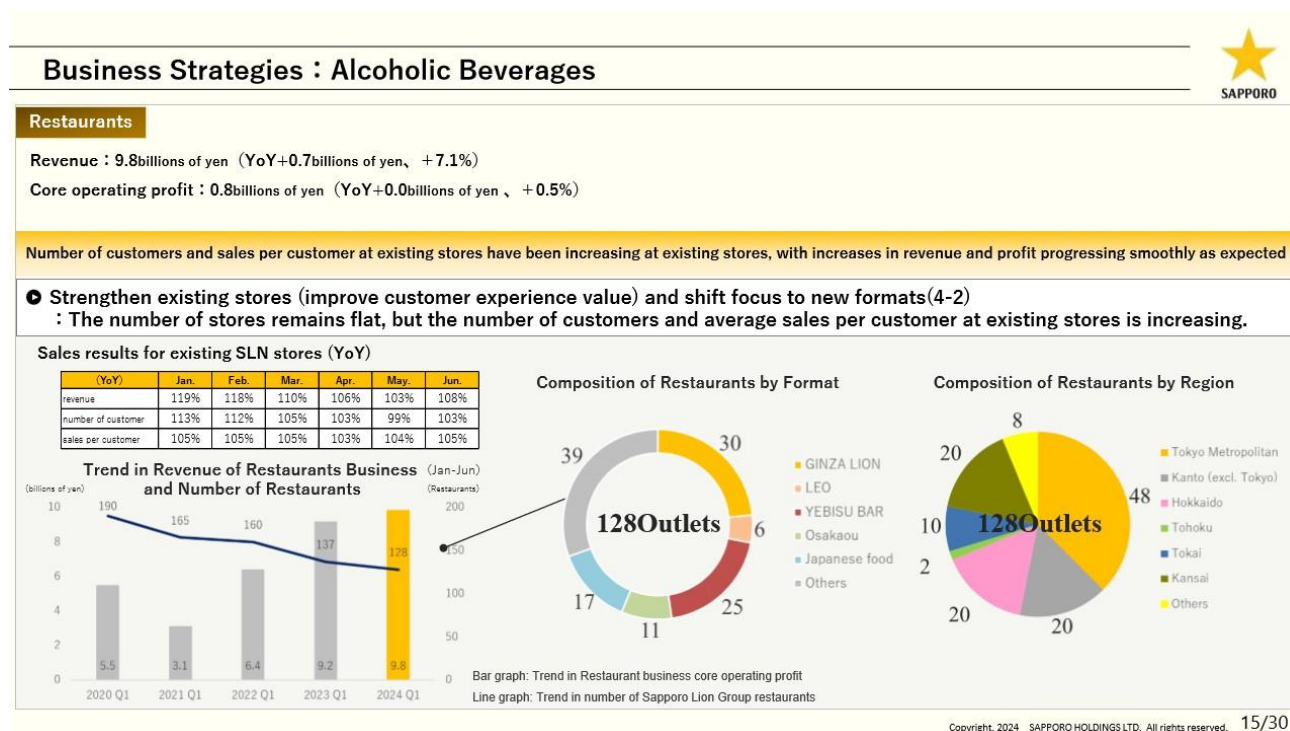 Business Strategies：Alcoholic Beverages
SAPPORO
Restaurants
Revenue：9.8billions of yen（YoY+0.7billions of yen、+7.1%）
Core operating profit：0.8billions of yen（YoY+0.0billions of yen 、+0.5%）
Number of customers and sales per customer at existing stores have been increasing at existing stores, with increases in revenue and profit progressing smoothly as expected
Strengthen existing stores (improve customer experience value) and shift focus to new formats(4-2)
：The number of stores remains flat, but the number of customers and average sales per customer at existing stores is increasing.
Sales results for existing SLN stores (YoY)
(YoY) Jan. Feb. Mar. Apr. May. Jun.
revenue 119% 118% 110% 106% 103% 108%
number of customer 113% 112% 105% 103% 99% 103%
sales per customer 105% 105% 105% 103% 104% 105%
Trend in Revenue of Restaurants Business (Jan-Jun)
and Number of Restaurants
(billions of yen)
(Restaurants)
10
8
6
4
2
0
190
165
160
137
128
5.5
3.1
6.4
9.2
9.8
200
150
100
50
0
2020 Q1 2021 Q1 2022 Q1 2023 Q1 2024 Q1
Composition of Restaurants by Format
128Outlets
30
6
25
11
17
39
GINZA LION
LEO
YEBISU BAR
Osakaou
Japanese food
Others
Composition of Restaurants by Region
128Outlets
48
20
20
2
10
20
8
Tokyo Metropolitan
Kanto (excl. Tokyo)
Hokkaido
Tohoku
Tokai
Kansai
Others
Bar graph: Trend in Restaurant business core operating profit
Line graph: Trend in number of Sapporo Lion Group restaurants
Copyright, 2024 SAPPORO HOLDINGS LTD. All rights reserved. 15/30